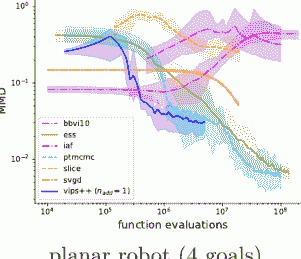 10⁰
10⁻¹
10⁻²
MMD
bbvi10
ess
iaf
ptmcmc
slice
svgd
vips++ (n_add = 1)
10⁴ 10⁵ 10⁶ 10⁷ 10⁸
function evaluations
planar robot (4 goals)